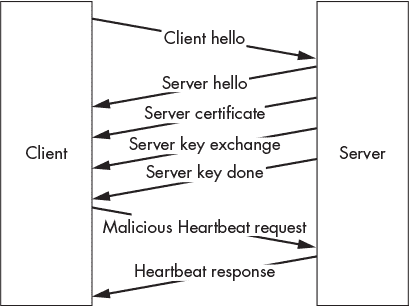 Client hello
Server hello
Server certificate
Client
Server key exchange
Server
Server key done
Malicious Heartbeat request
Heartbeat response